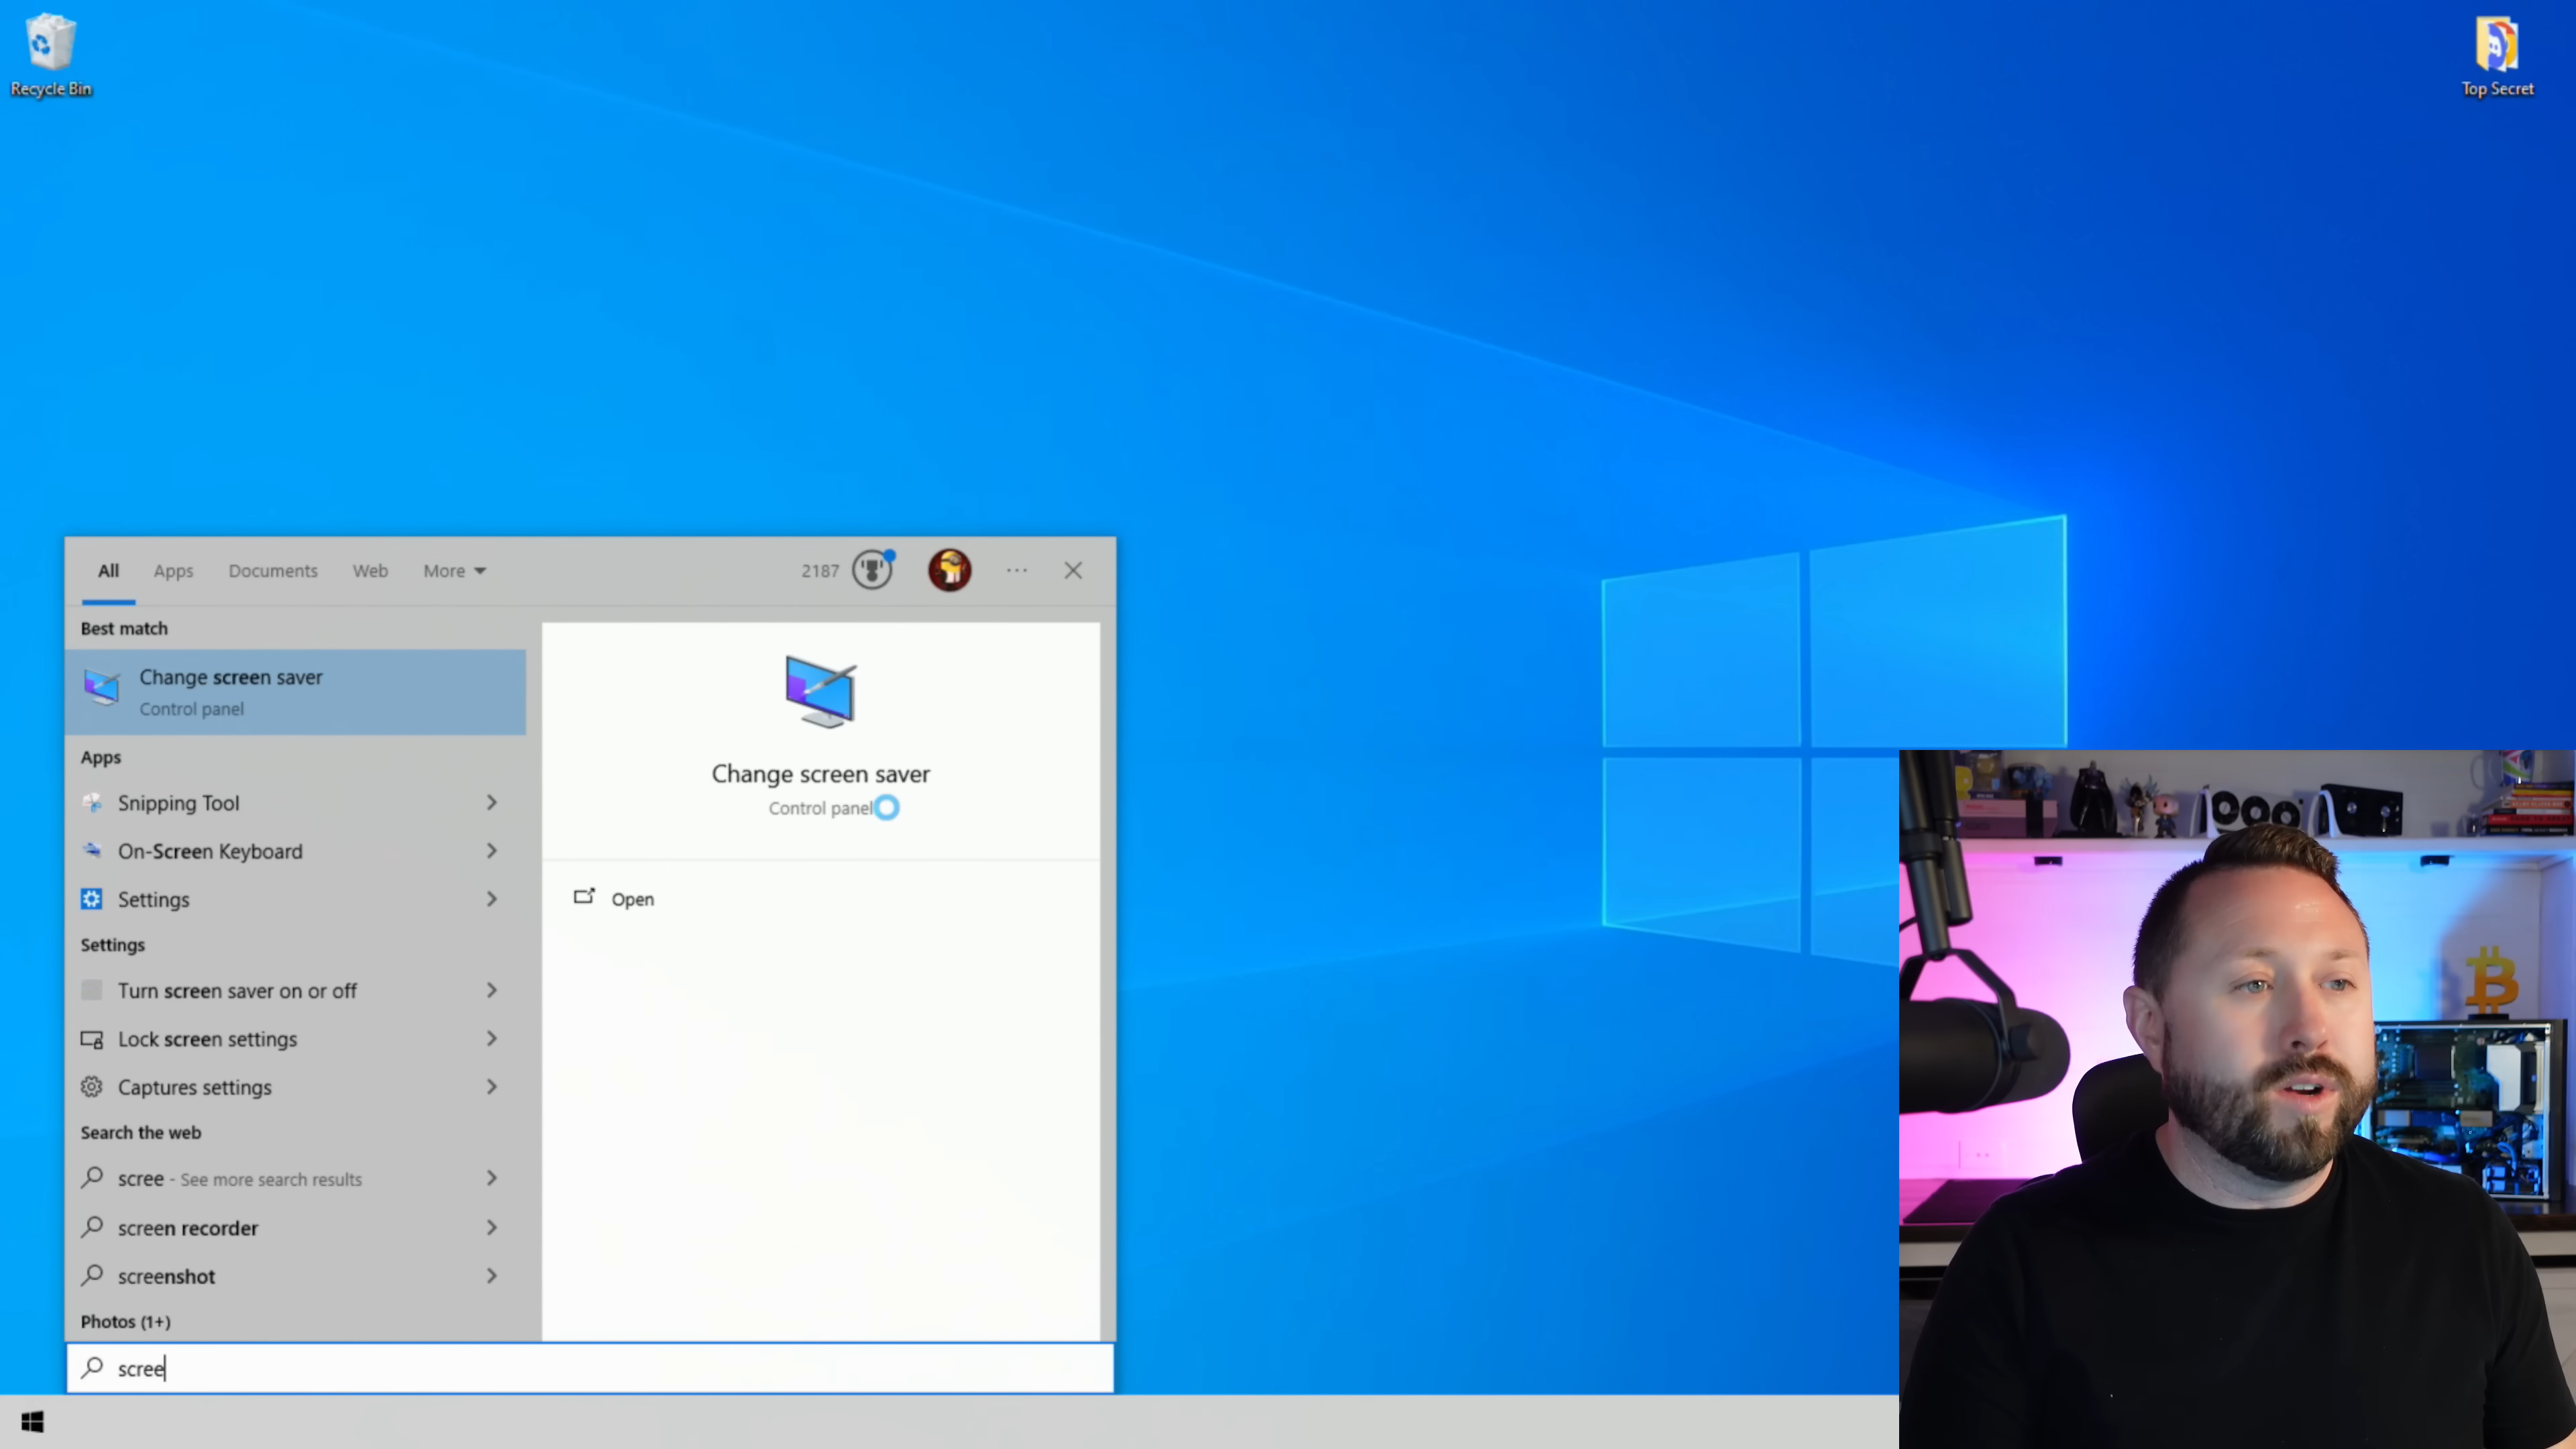 Recycle Bin
Top Secret
All
Apps
Documents
Web
More
2187
Best match
Change screen saver
Control panel
Apps
Snipping Tool
On-Screen Keyboard
Settings
Settings
Turn screen saver on or off
Lock screen settings
Captures settings
Search the web
scree - See more search results
screen recorder
screenshot
Photos (1+)
scree
Change screen saver
Control panel
Open